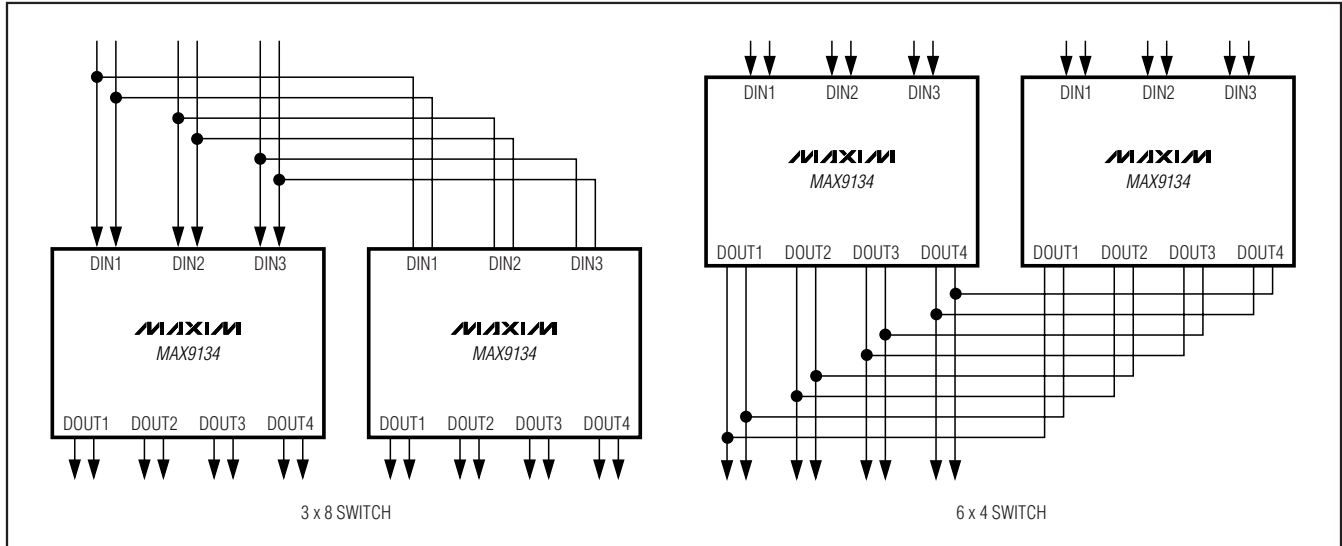 DIN1 DIN2 DIN3 DIN1 DIN2 DIN3
MAXIM
MAX9134
DOUT1 DOUT2 DOUT3 DOUT4
MAXIM
MAX9134
DOUT1 DOUT2 DOUT3 DOUT4
3 x 8 SWITCH
DIN1 DIN2 DIN3 DIN1 DIN2 DIN3
MAXIM
MAX9134
DOUT1 DOUT2 DOUT3 DOUT4
MAXIM
MAX9134
DOUT1 DOUT2 DOUT3 DOUT4
6 x 4 SWITCH